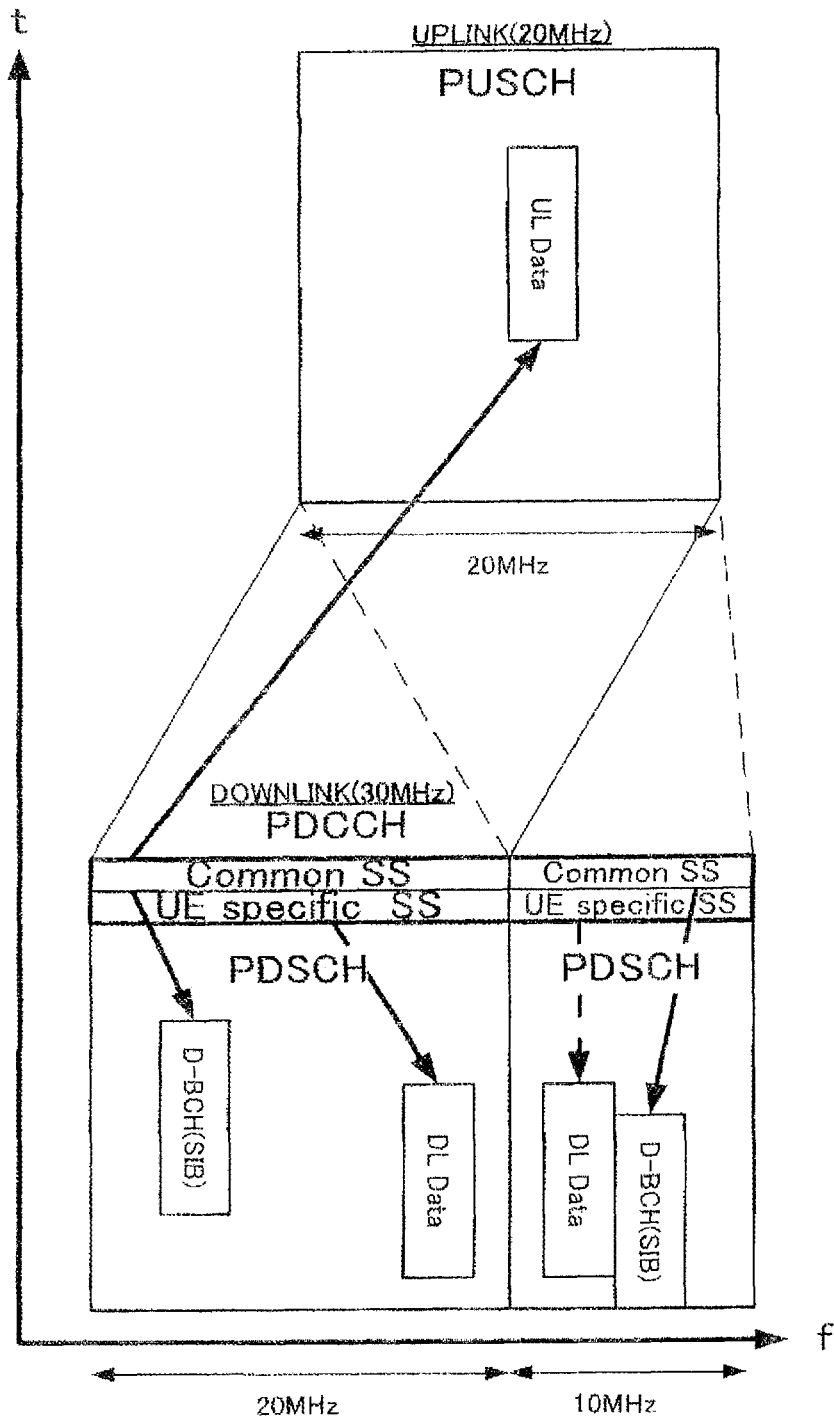 t
UPLINK(20MHz)
PUSCH
UL Data
20MHz
DOWNLINK(30MHz)
PDCCH
Common SS
Common SS
UE specific SS
UE specific SS
PDSCH
PDSCH
D-BCH(SIB)
DL Data
DL Data
D-BCH(SIB)
f
20MHz
10MHz